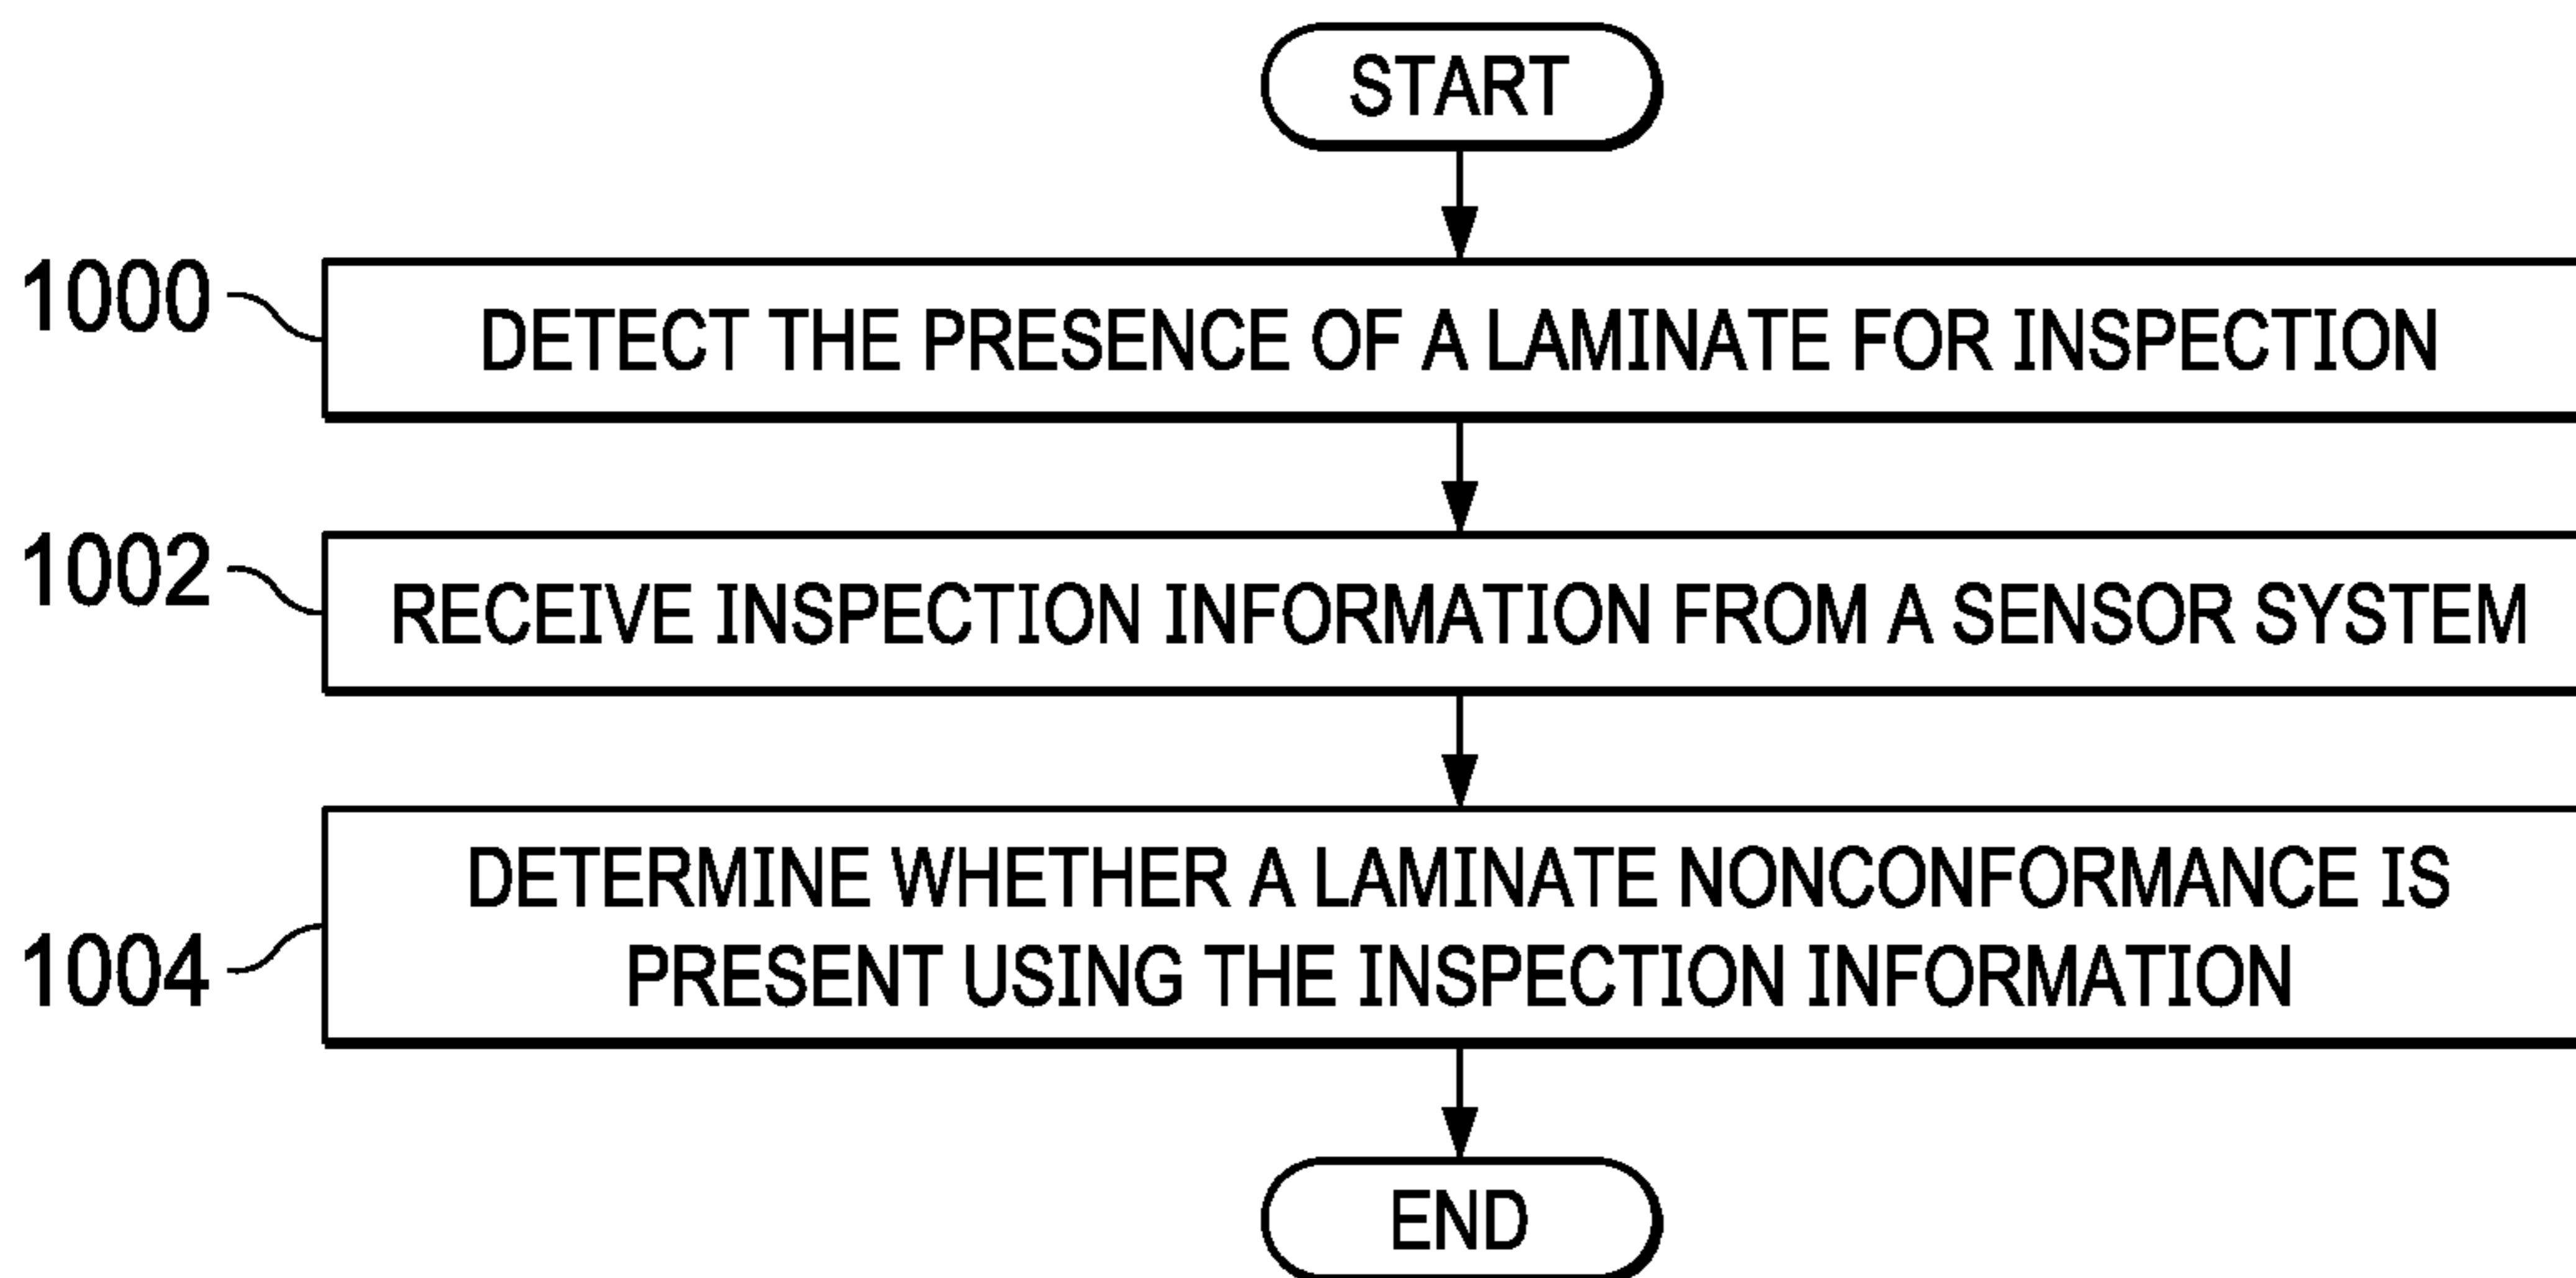 START
1000
DETECT THE PRESENCE OF A LAMINATE FOR INSPECTION
1002
RECEIVE INSPECTION INFORMATION FROM A SENSOR SYSTEM
DETERMINE WHETHER A LAMINATE NONCONFORMANCE IS
PRESENT USING THE INSPECTION INFORMATION
1004
END